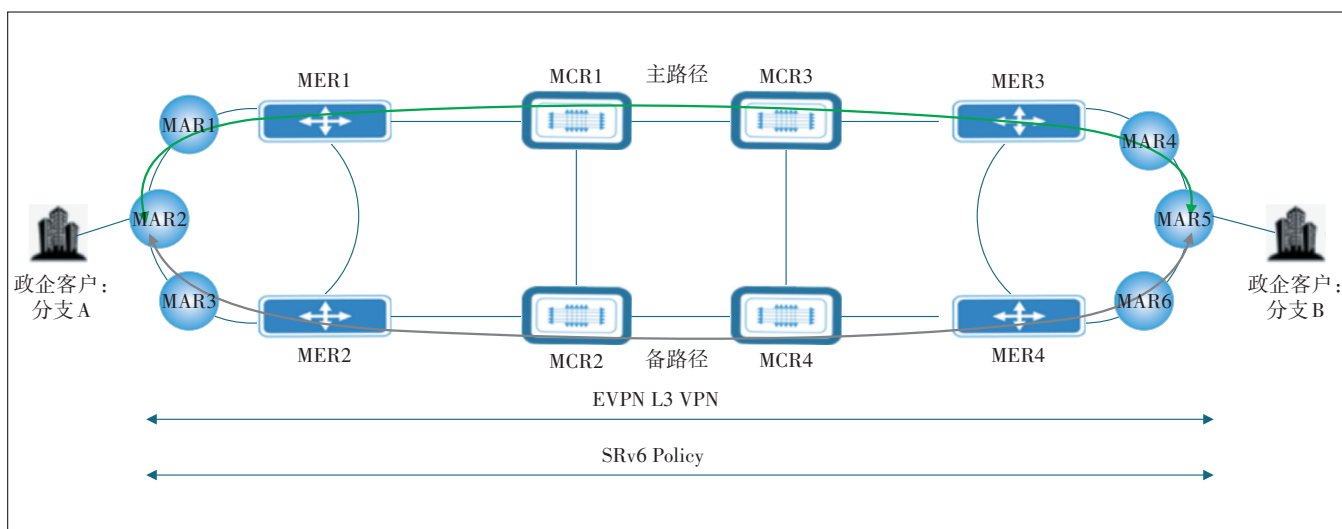 MER1
MCR1
主路径
MCR3
MER3
MAR1
MAR4
MAR2
MAR5
政企客户：
分支A
MAR3
MAR6
政企客户：
分支B
MER2
MCR2
备路径
MCR4
MER4
EVPN L3 VPN
SRv6 Policy